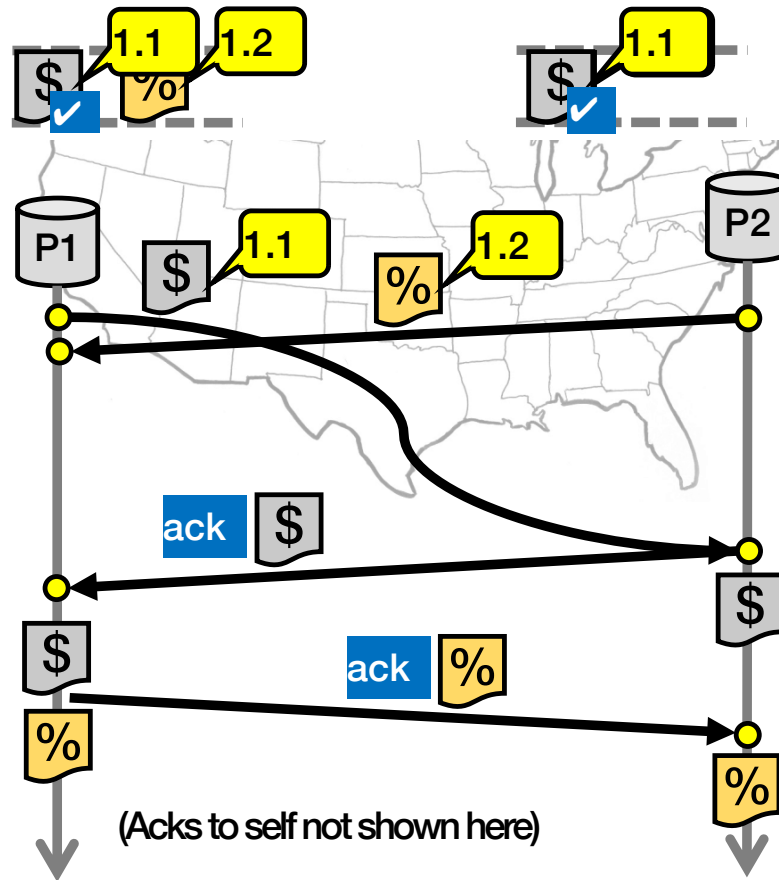 1.1 1.2 1.1
$ % $
✔ ✔
P1 P2
1.1 1.2
$ %
ack $
$
$
ack %
%
%
(Acks to self not shown here)